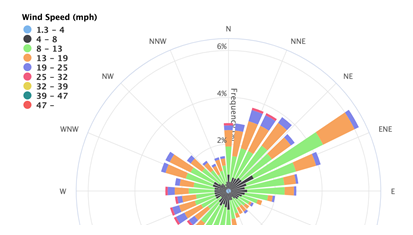 Wind Speed (mph)
1.3 - 4
4 - 8
8 - 13
13 - 19
19 - 25
25 - 32
32 - 39
39 - 47
47 -
N
NNW
NNE
NW
NE
WNW
ENE
W
E
6%
4%
2%